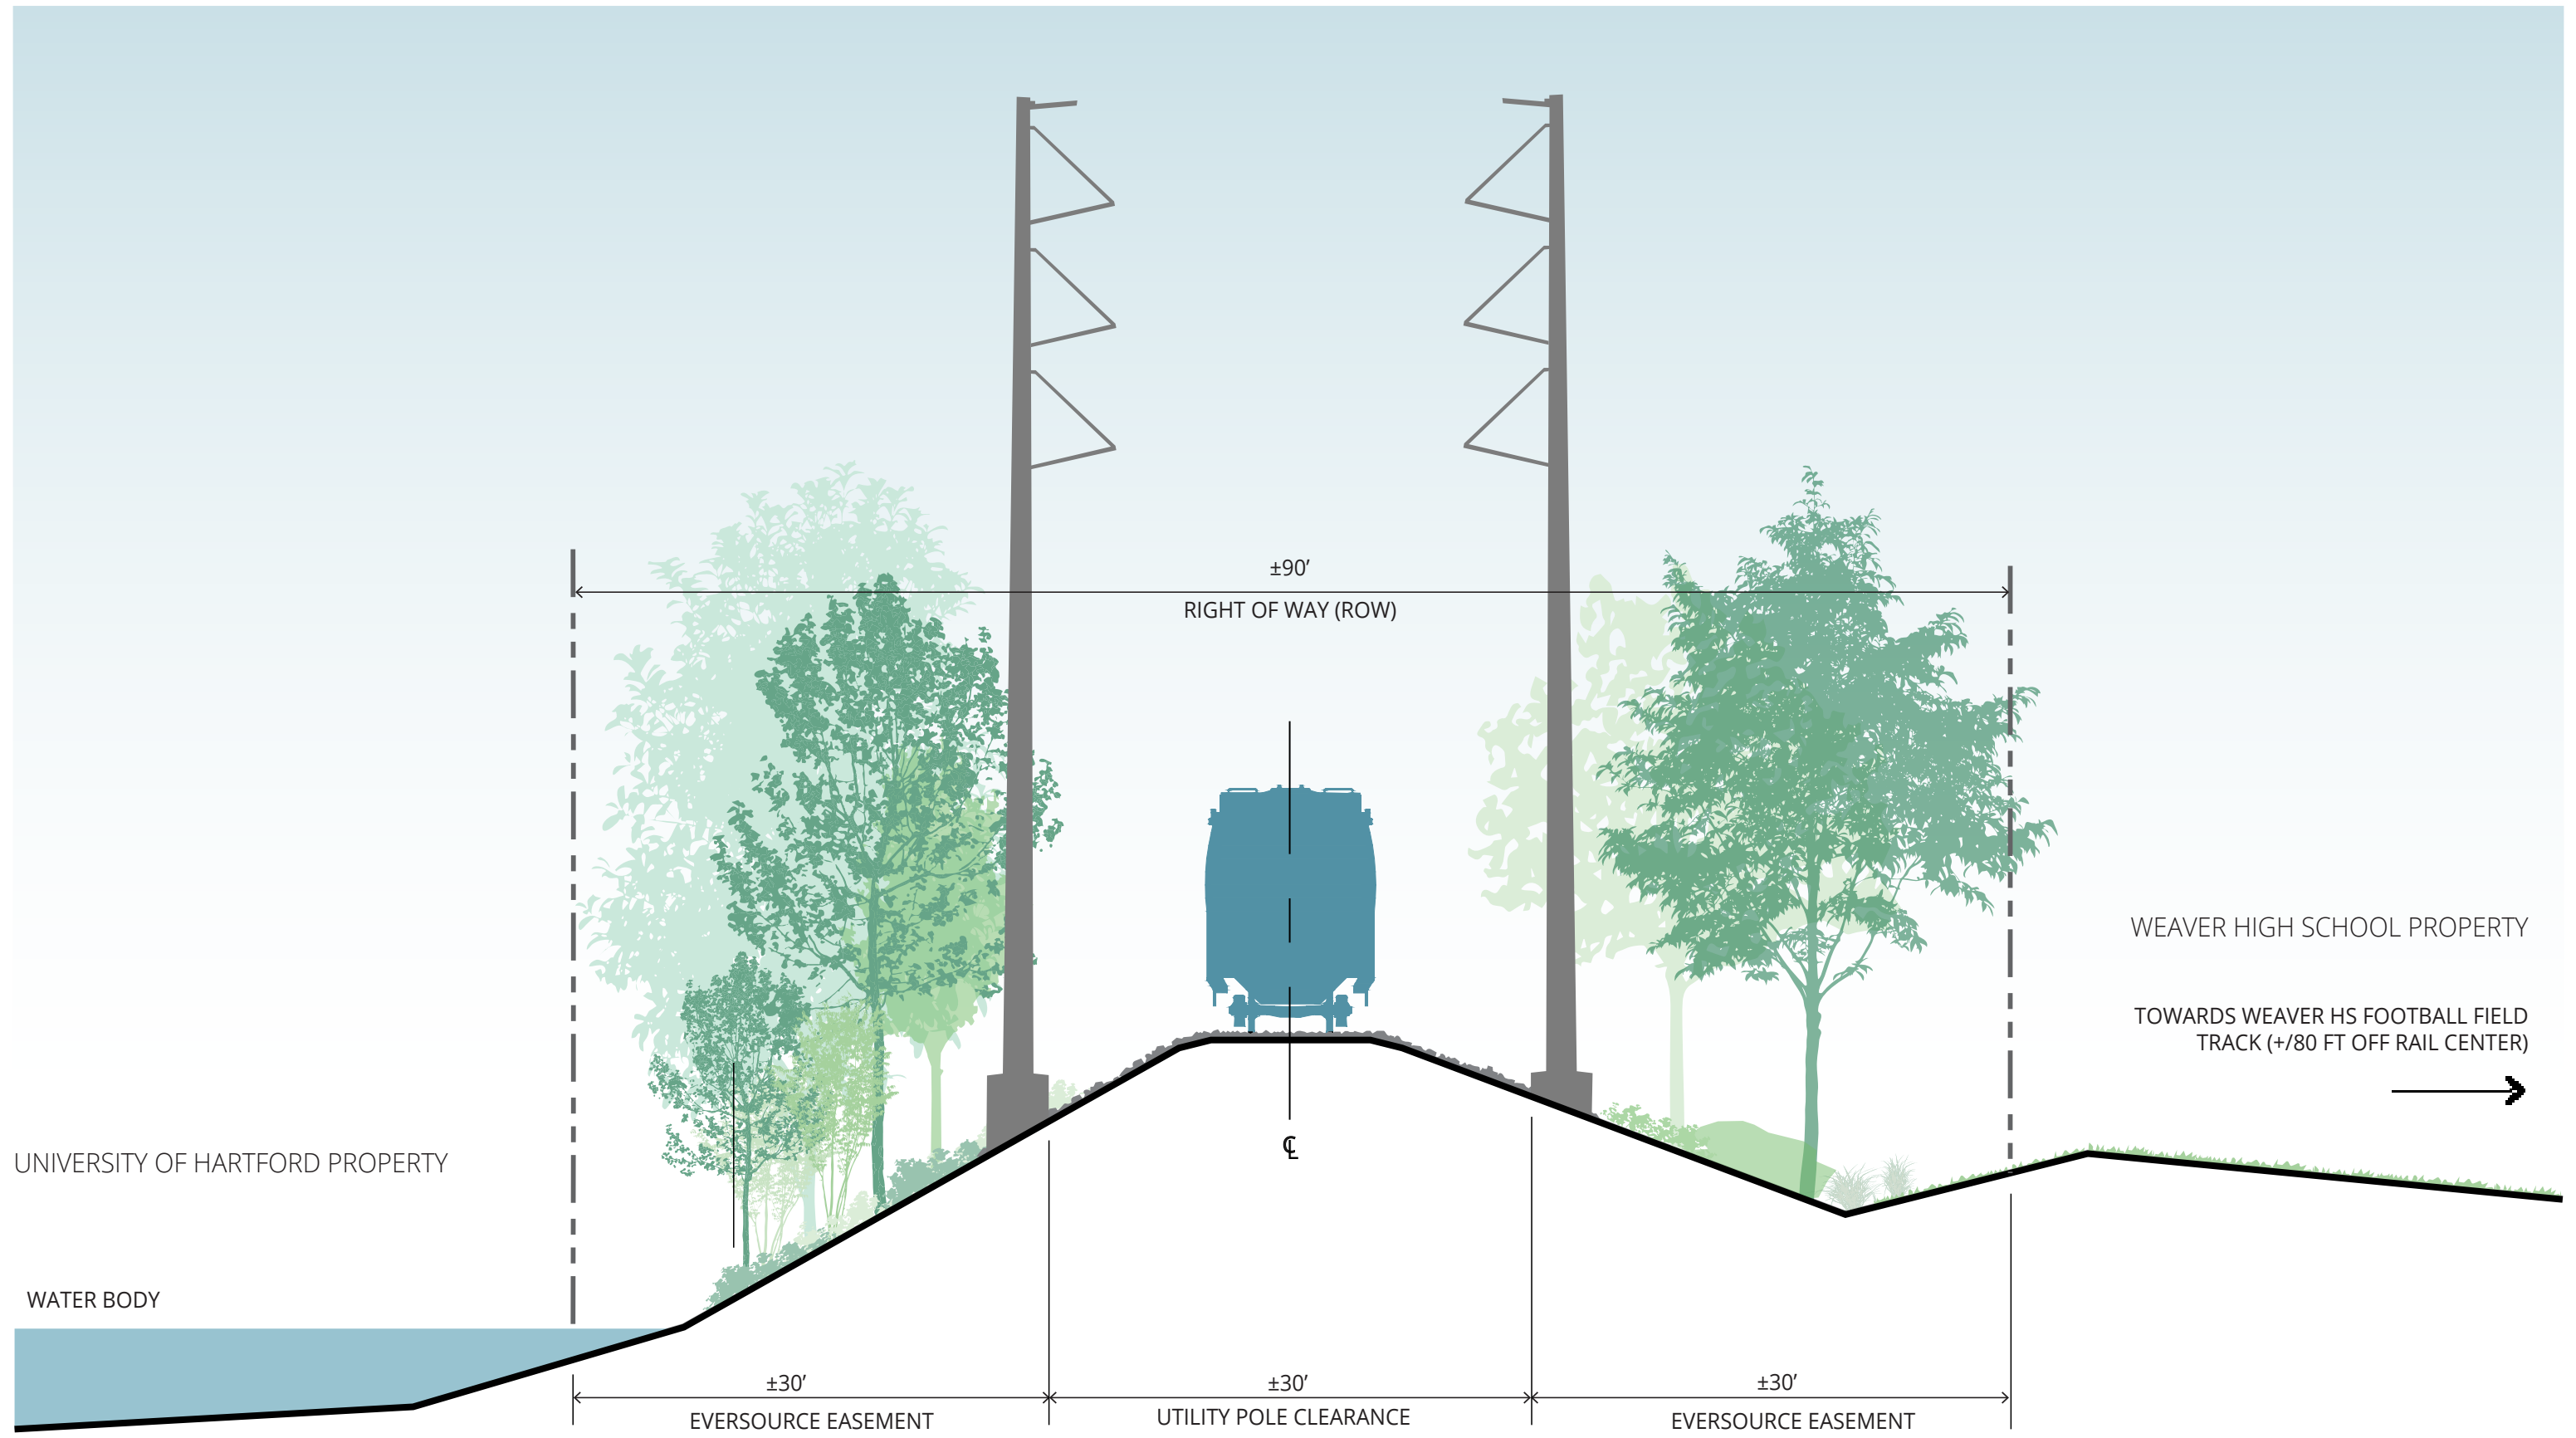 ±90’
RIGHT OF WAY (ROW)
WEAVER HIGH SCHOOL PROPERTY
TOWARDS WEAVER HS FOOTBALL FIELD
TRACK (+/80 FT OFF RAIL CENTER)
℄
UNIVERSITY OF HARTFORD PROPERTY
WATER BODY
±30’
EVERSOURCE EASEMENT
±30’
UTILITY POLE CLEARANCE
±30’
EVERSOURCE EASEMENT